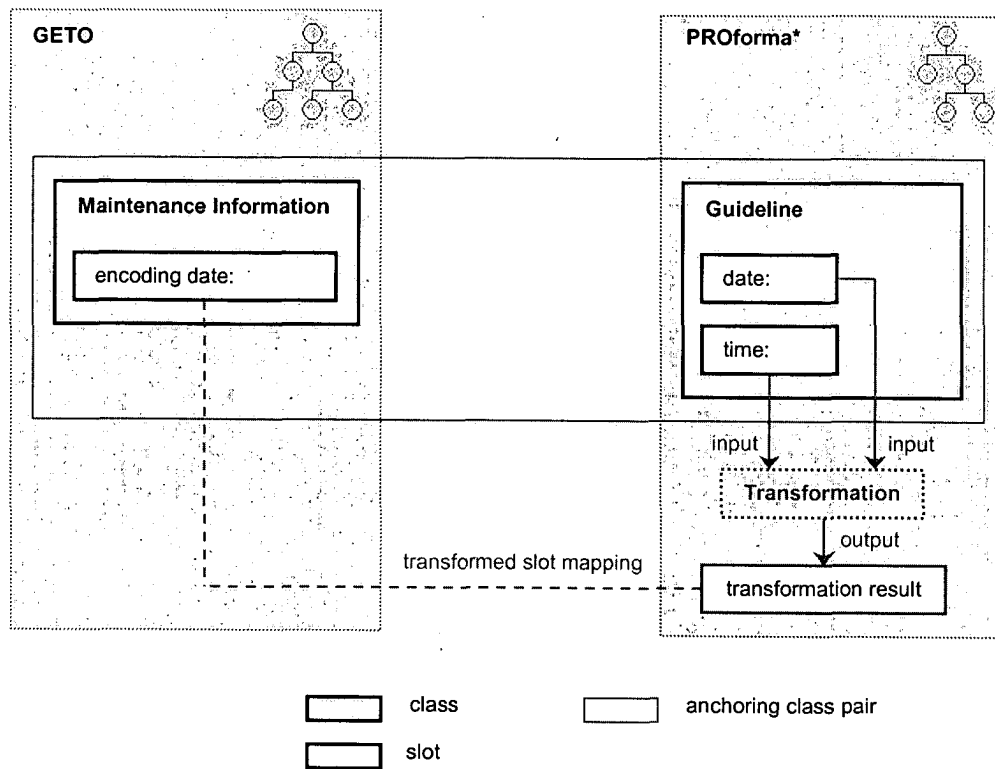 GETO
PROforma*
Maintenance Information
encoding date:
Guideline
date:
time:
input
input
Transformation
output
transformed slot mapping
transformation result
class
anchoring class pair
slot